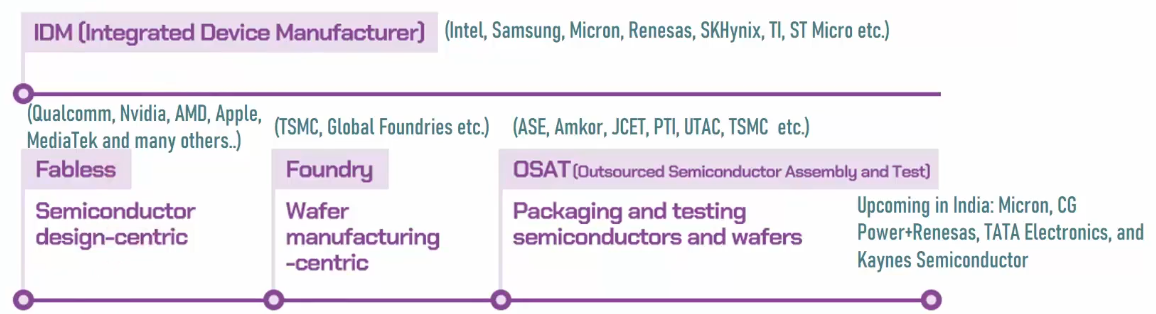 IDM (Integrated Device Manufacturer) (Intel, Samsung, Micron, Renesas, SKHynix, TI, ST Micro etc.)
(Qualcomm, Nvidia, AMD, Apple,
MediaTek and many others..)
(TSMC, Global Foundries etc.)
(ASE, Amkor, JCET, PTI, UTAC, TSMC etc.)
Fabless
Semiconductor
design-centric
Foundry
Wafer
manufacturing
-centric
OSAT (Outsourced Semiconductor Assembly and Test)
Packaging and testing
semiconductors and wafers
Upcoming in India: Micron, CG
Power+Renesas, TATA Electronics, and
Kaynes Semiconductor